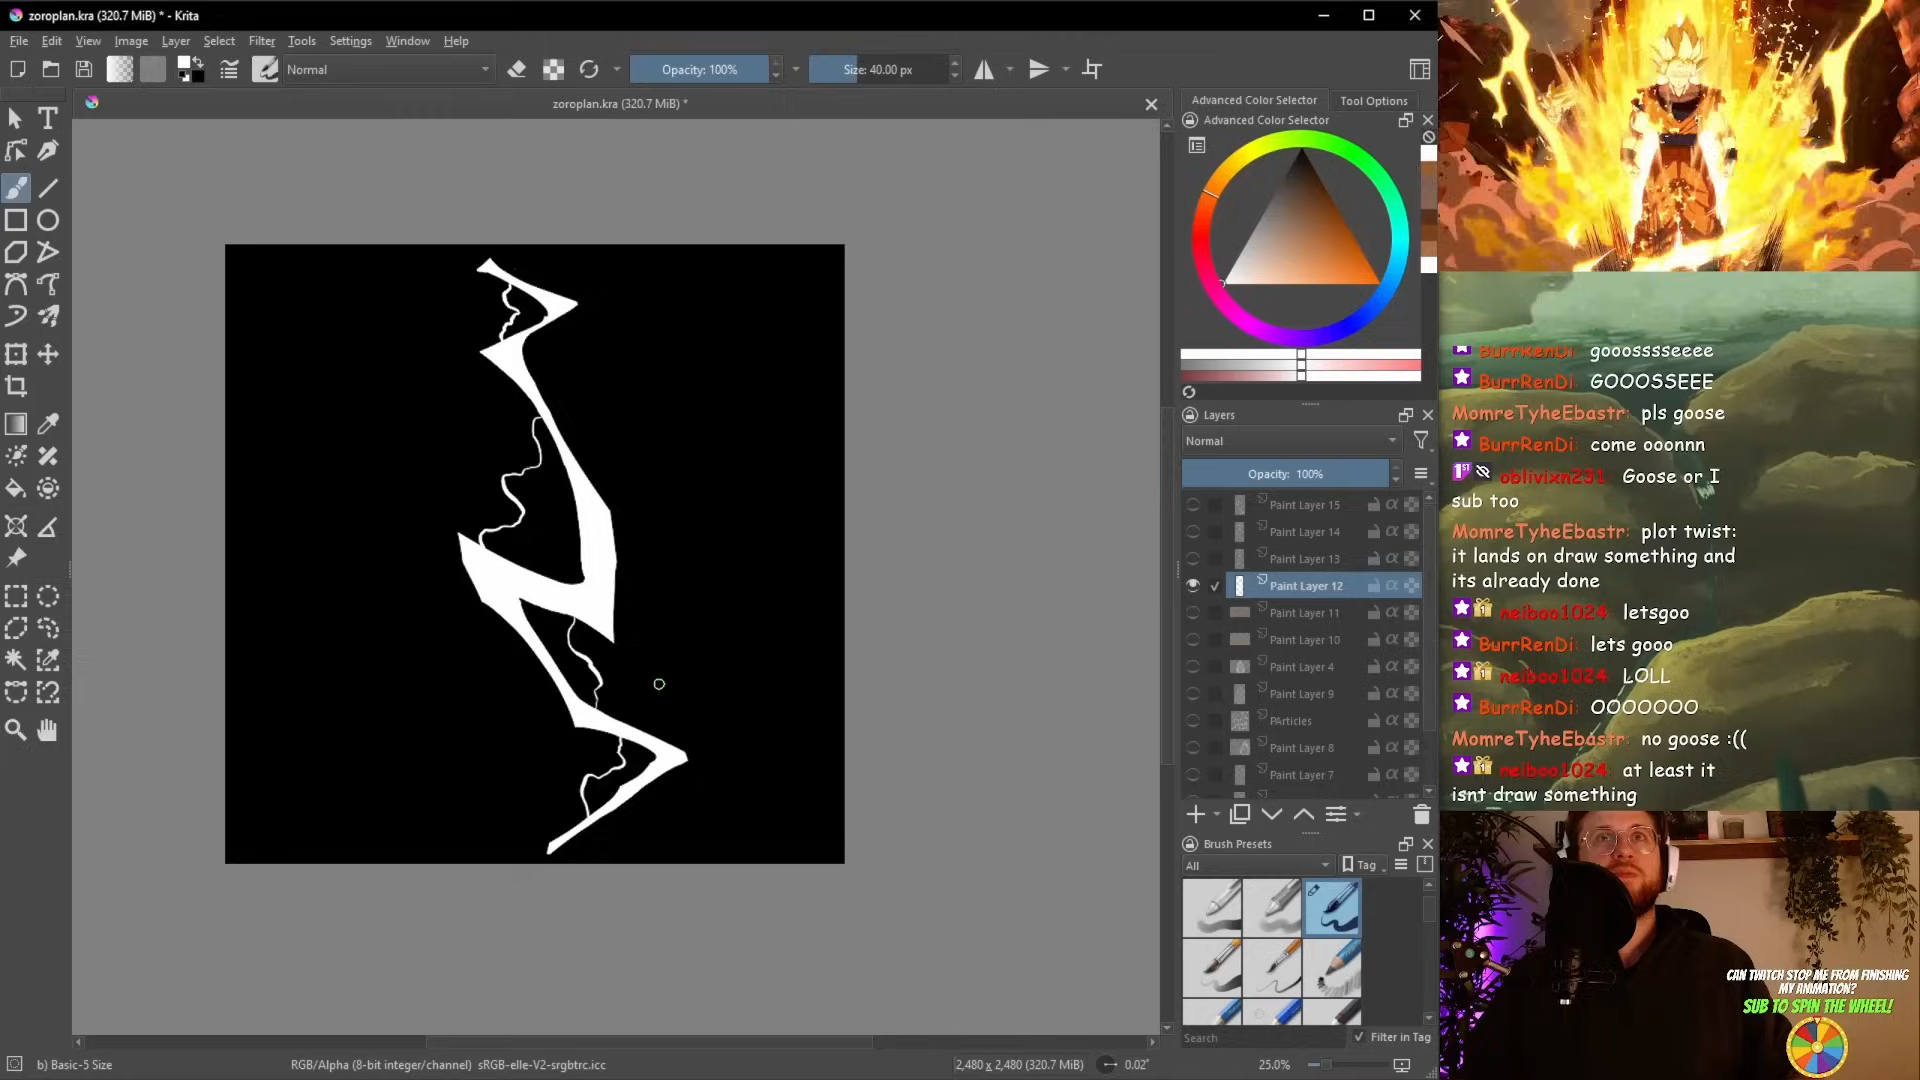 zoroplan.kra (320.7 MiB) * - Krita
File Edit View Image Layer Select Filter Tools Settings Window Help
Normal
Opacity: 100%
Size: 40.00 px
zoroplan.kra (320.7 MiB) *
Advanced Color Selector
Tool Options
Advanced Color Selector
Layers
Normal
Opacity: 100%
Paint Layer 15
Paint Layer 14
Paint Layer 13
Paint Layer 12
Paint Layer 11
Paint Layer 10
Paint Layer 4
Paint Layer 9
PArticles
Paint Layer 8
Paint Layer 7
Brush Presets
All
Tag
Search
Filter in Tag
b) Basic-5 Size
RGB/Alpha (8-bit integer/channel) sRGB-elle-V2-srgbtrc.icc
2,480 x 2,480 (320.7 MiB)
0.02°
25.0%
BurrRenDi: gooosssseeee
BurrRenDi: GOOOSSEEE
MomreTyheEbastr: pls goose
BurrRenDi: come ooonnn
1ST oblivixn231: Goose or I
sub too
MomreTyheEbastr: plot twist:
it lands on draw something and
its already done
neiboo1024: letsgoo
BurrRenDi: lets gooo
neiboo1024: LOLL
BurrRenDi: OOOOOOO
MomreTyheEbastr: no goose :((
neiboo1024: at least it
isnt draw something
CAN TWITCH STOP ME FROM FINISHING
MY ANIMATION?
SUB TO SPIN THE WHEEL!